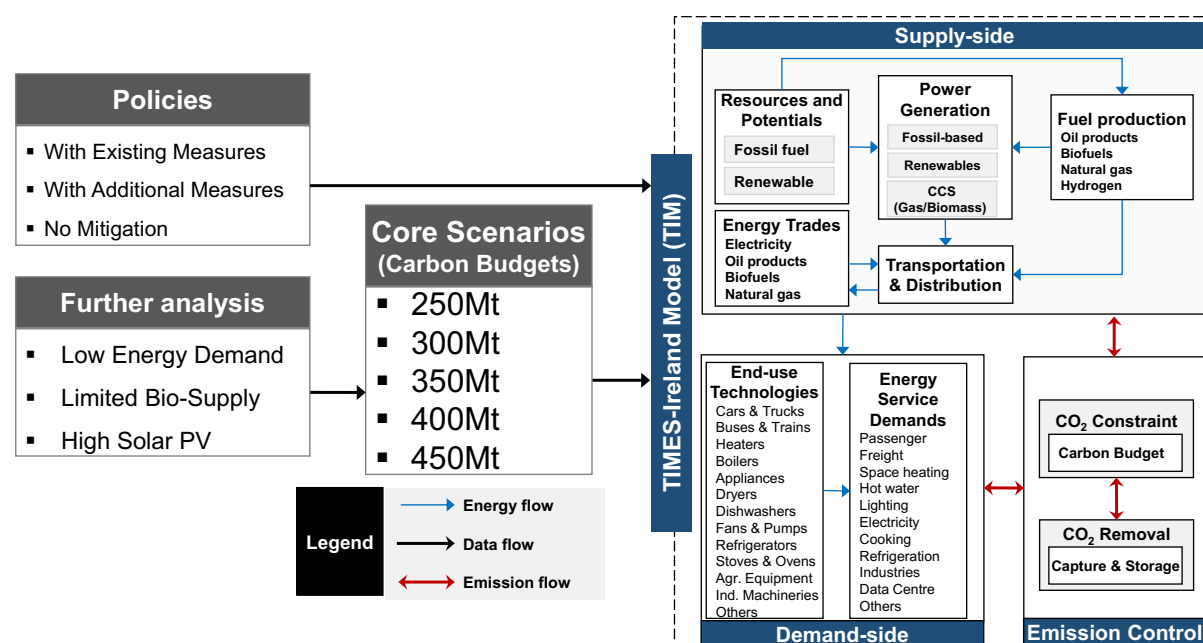 Policies
▪ With Existing Measures
▪ With Additional Measures
▪ No Mitigation
Further analysis
▪ Low Energy Demand
▪ Limited Bio-Supply
▪ High Solar PV
Core Scenarios
(Carbon Budgets)
▪ 250Mt
▪ 300Mt
▪ 350Mt
▪ 400Mt
▪ 450Mt
Legend
Energy flow
Data flow
Emission flow
TIMES-Ireland Model (TIM)
Supply-side
Resources and
Potentials
Fossil fuel
Renewable
Power
Generation
Fossil-based
Renewables
CCS
(Gas/Biomass)
Fuel production
Oil products
Biofuels
Natural gas
Hydrogen
Energy Trades
Electricity
Oil products
Biofuels
Natural gas
Transportation
& Distribution
End-use
Technologies
Cars & Trucks
Buses & Trains
Heaters
Boilers
Appliances
Dryers
Dishwashers
Fans & Pumps
Refrigerators
Stoves & Ovens
Agr. Equipment
Ind. Machineries
Others
Energy
Service
Demands
Passenger
Freight
Space heating
Hot water
Lighting
Electricity
Cooking
Refrigeration
Industries
Data Centre
Others
Demand-side
CO₂ Constraint
Carbon Budget
CO₂ Removal
Capture & Storage
Emission Control